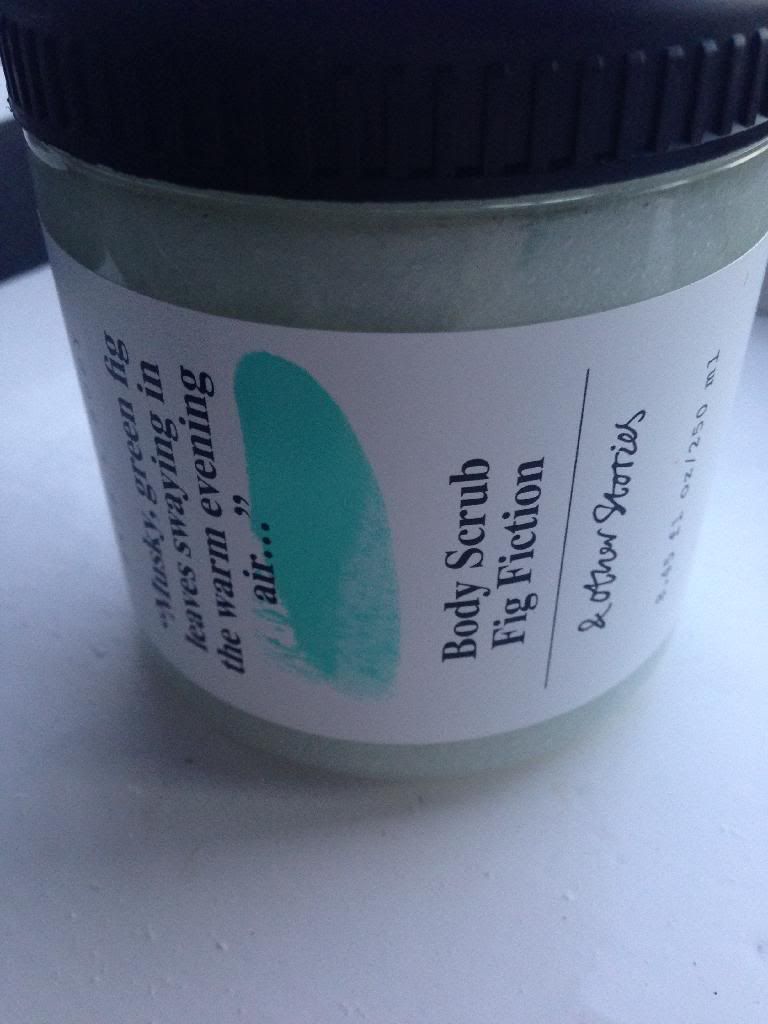 "Musky, green fig
leaves swaying in
the warm evening
air..."
Body Scrub
Fig Fiction
& other Stories
8.45 fl oz/250 ml